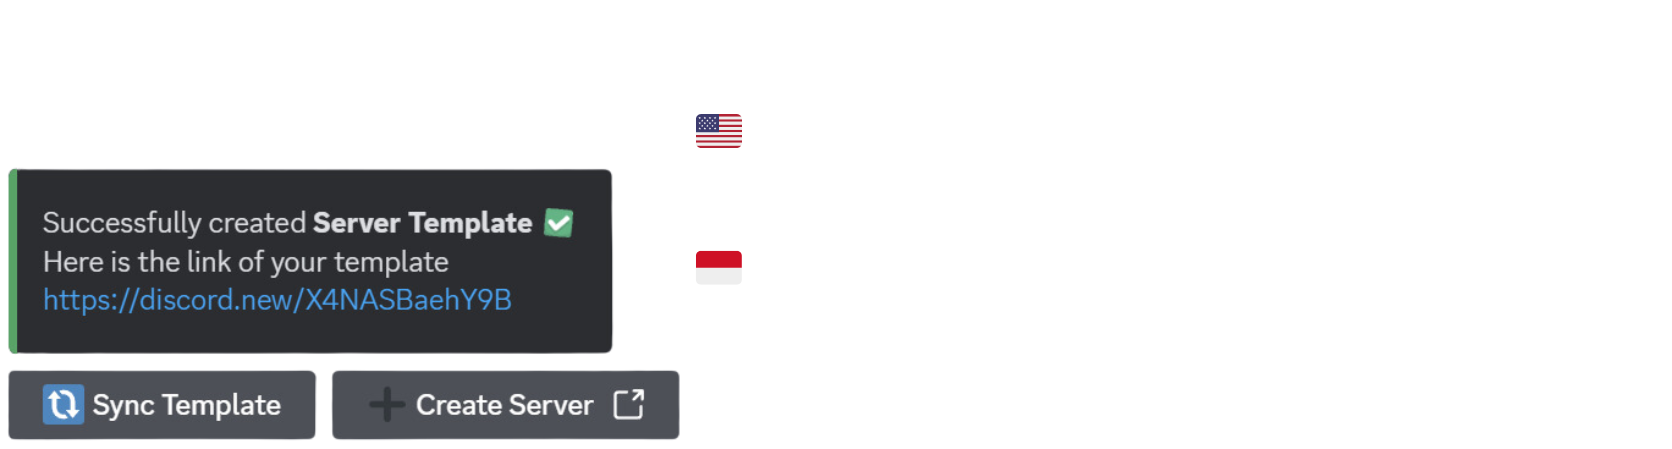 Successfully created Server Template ✅
Here is the link of your template
https://discord.new/X4NASBaehY9B
Sync Template
Create Server